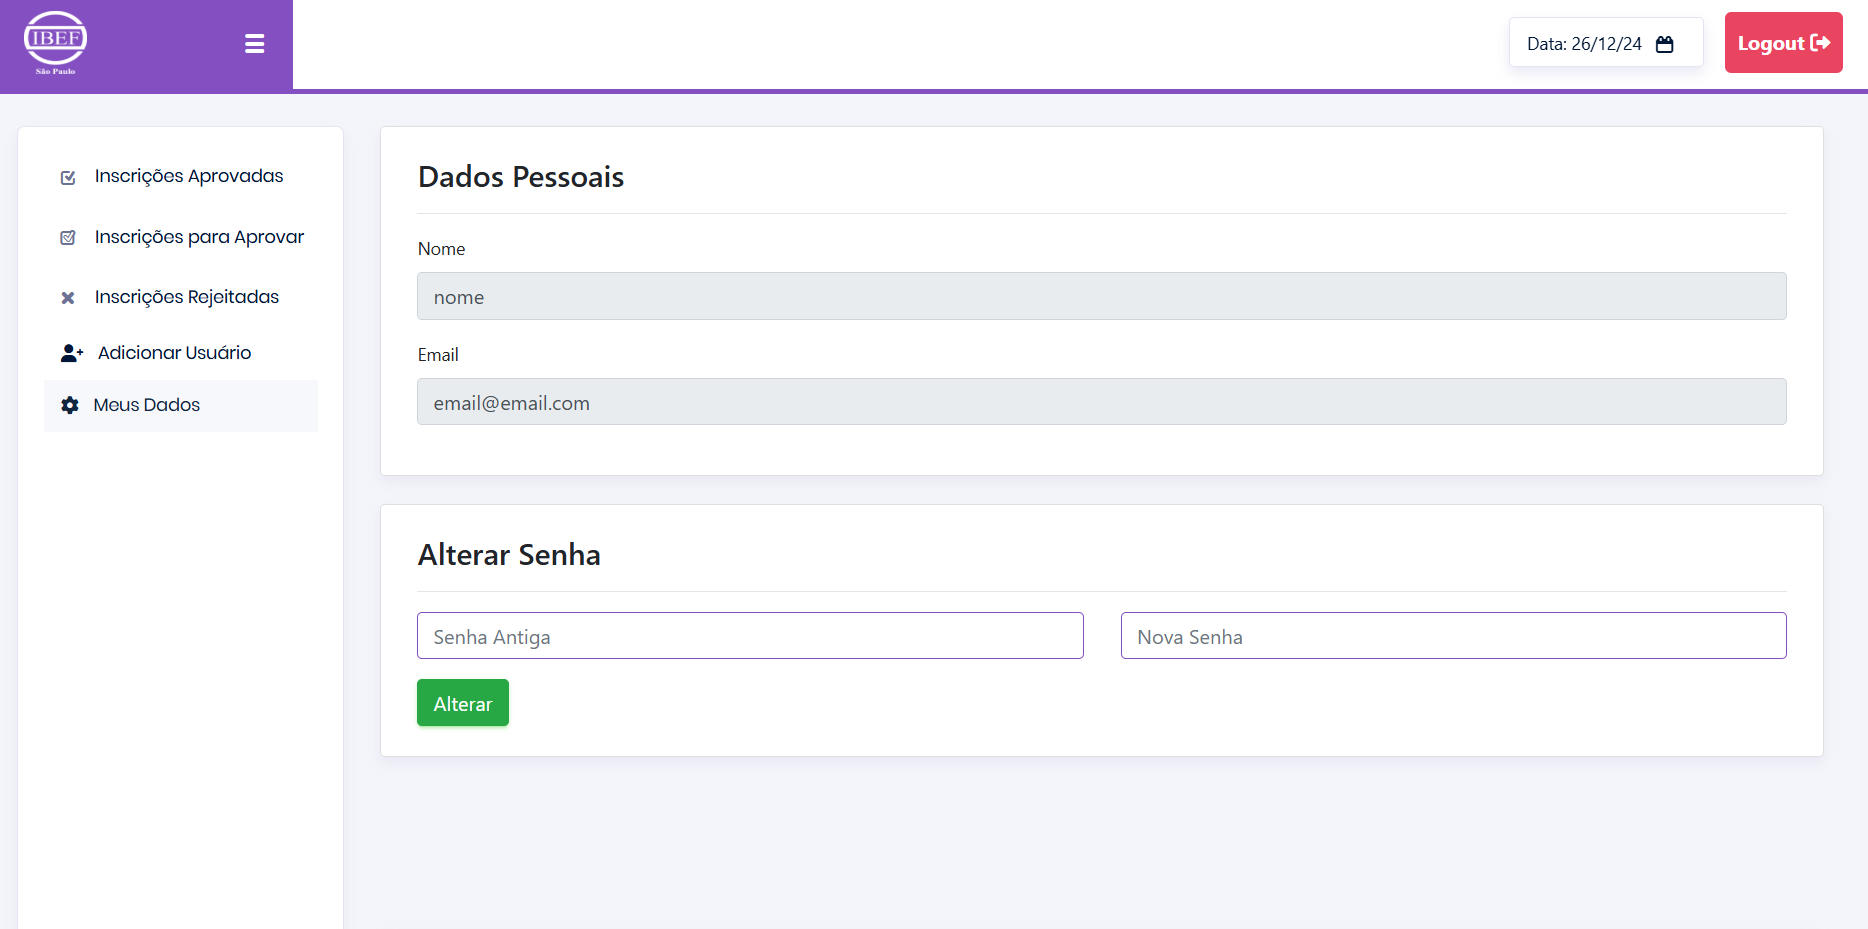 IBEF
São Paulo
Data: 26/12/24
Logout
Inscrições Aprovadas
Inscrições para Aprovar
Inscrições Rejeitadas
Adicionar Usuário
Meus Dados
Dados Pessoais
Nome
nome
Email
email@email.com
Alterar Senha
Senha Antiga
Nova Senha
Alterar